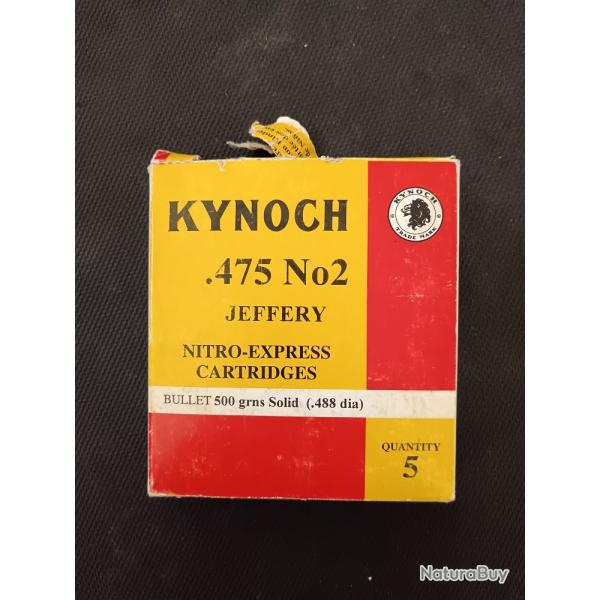 KYNOCH
KYNOCH
TRADE MARK
.475 No2
JEFFERY
NITRO-EXPRESS
CARTRIDGES
BULLET 500 grns Solid (.488 dia)
QUANTITY
5
NaturaBuy